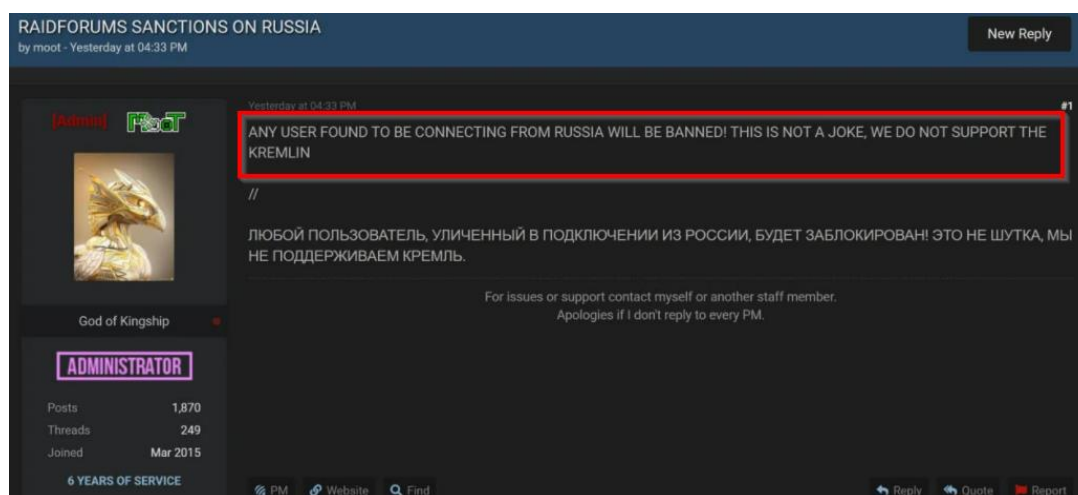 RAIDFORUMS SANCTIONS ON RUSSIA
by moot - Yesterday at 04:33 PM
New Reply
Yesterday at 04:33 PM
#1
[Admin] MooT
ANY USER FOUND TO BE CONNECTING FROM RUSSIA WILL BE BANNED! THIS IS NOT A JOKE, WE DO NOT SUPPORT THE
KREMLIN
//
ЛЮБОЙ ПОЛЬЗОВАТЕЛЬ, УЛИЧЕННЫЙ В ПОДКЛЮЧЕНИИ ИЗ РОССИИ, БУДЕТ ЗАБЛОКИРОВАН! ЭТО НЕ ШУТКА, МЫ
НЕ ПОДДЕРЖИВАЕМ КРЕМЛЬ.
For issues or support contact myself or another staff member.
Apologies if I don't reply to every PM.
God of Kingship
ADMINISTRATOR
Posts 1,870
Threads 249
Joined Mar 2015
6 YEARS OF SERVICE
PM Website Find
Reply Quote Report